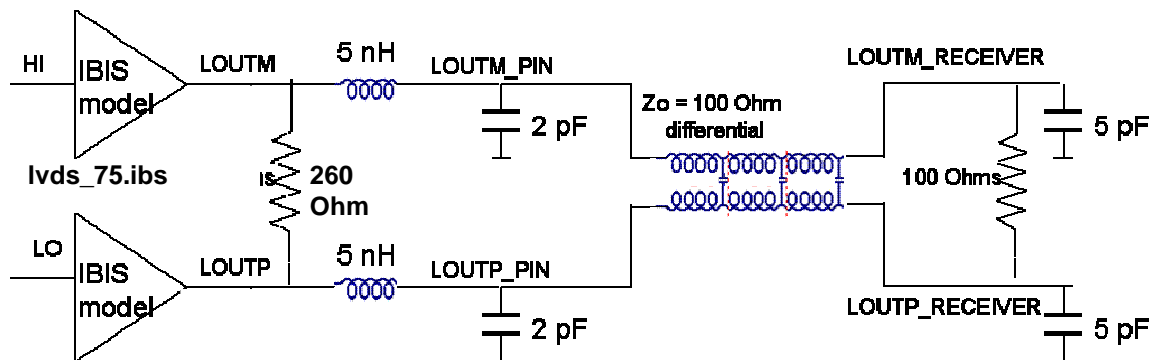 HI
IBIS
model
LOUTM
5 nH
LOUTM_PIN
2 pF
Zo = 100 Ohm
differential
LOUTM_RECEIVER
5 pF
100 Ohms
lvds_75.ibs
260
Ohm
LO
IBIS
model
LOUTP
5 nH
LOUTP_PIN
2 pF
LOUTP_RECEIVER
5 pF